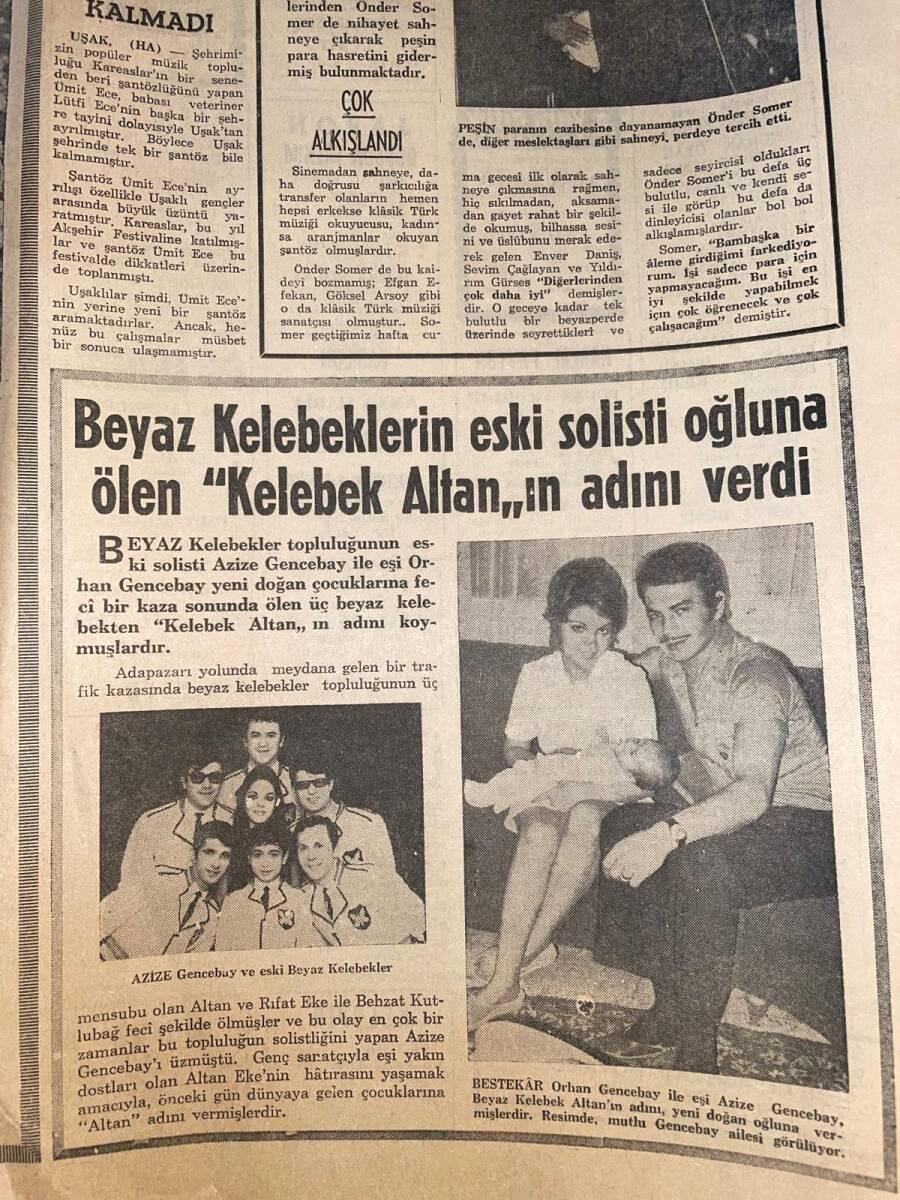 KALMADI
UŞAK, (HA) — Şehrimi-
zin popüler müzik toplu-
luğu Kareaslar'ın bir sene-
den beri şantözlüğünü yapan
Ümit Ece, babası veteriner
Lütfi Ece'nin başka bir şeh-
re tayini dolayısiyle Uşak'tan
ayrılmıştır. Böylece Uşak
şehrinde tek bir şantöz bile
kalmamıştır.
Şantöz Ümit Ece'nin ay-
rılışı özellikle Uşaklı gençler
arasında büyük üzüntü ya-
ratmıştır. Kareaslar, bu yıl
Akşehir Festivaline katılmış-
lar ve şantöz Ümit Ece bu
festivalde dikkatleri üzerin-
de toplanmıştı.
Uşaklılar şimdi, Ümit Ece'-
nin yerine yeni bir şantöz
aramaktadırlar. Ancak, he-
nüz bu çalışmalar müsbet
bir sonuca ulaşmamıştır.
lerinden Önder So-
mer de nihayet sah-
neye çıkarak peşin
para hasretini gider-
miş bulunmaktadır.
ÇOK
ALKIŞLANDI
Sinemadan sahneye, da-
ha doğrusu şarkıcılığa
transfer olanların hemen
hepsi erkekse klâsik Türk
müziği okuyucusu, kadın-
sa aranjmanlar okuyan
şantöz olmuşlardır.
Önder Somer de bu kai-
deyi bozmamış; Efgan E-
fekan, Göksel Arsoy gibi
o da klâsik Türk müziği
sanatçısı olmuştur.. So-
mer geçtiğimiz hafta cu-
PEŞİN paranın cazibesine dayanamayan Önder Somer
de, diğer meslektaşları gibi sahneyi, perdeye tercih etti.
ma gecesi ilk olarak sah-
neye çıkmasına rağmen,
hiç sıkılmadan, aksama-
dan gayet rahat bir şekil-
de okumuş, bilhassa sesi-
ni ve üslûbunu merak ede-
rek gelen Enver Daniş,
Sevim Çağlayan ve Yıldı-
rım Gürses "Diğerlerinden
çok daha iyi" demişler-
dir. O geceye kadar tek
bulutlu bir beyazperde
üzerinde seyrettikleri ve
sadece seyircisi oldukları
Önder Somer'i bu defa üç
bulutlu, canlı ve kendi se-
si ile görüp bu defa da
dinleyicisi olanlar bol bol
alkışlamışlardır.
Somer, "Bambaşka bir
âleme girdiğimi farkediyo-
rum. İşi sadece para için
yapmayacağım. Bu işi en
iyi şekilde yapabilmek
için çok öğrenecek ve çok
çalışacağım" demiştir.
Beyaz Kelebeklerin eski solisti oğluna
ölen "Kelebek Altan„ın adını verdi
BEYAZ Kelebekler topluluğunun es-
ki solisti Azize Gencebay ile eşi Or-
han Gencebay yeni doğan çocuklarına fe-
cî bir kaza sonunda ölen üç beyaz kele-
bekten "Kelebek Altan„ ın adını koy-
muşlardır.
Adapazarı yolunda meydana gelen bir tra-
fik kazasında beyaz kelebekler topluluğunun üç
AZİZE Gencebay ve eski Beyaz Kelebekler
mensubu olan Altan ve Rıfat Eke ile Behzat Kut-
lubağ fecî şekilde ölmüşler ve bu olay en çok bir
zamanlar bu topluluğun solistliğini yapan Azize
Gencebay'ı üzmüştü. Genç saratçıyla eşi yakın
dostları olan Altan Eke'nin hâtırasını yaşamak
amacıyla, önceki gün dünyaya gelen çocuklarına
"Altan" adını vermişlerdir.
BESTEKÂR Orhan Gencebay ile eşi Azize Gencebay,
Beyaz Kelebek Altan'ın adını, yeni doğan oğluna ver-
mişlerdir. Resimde, mutlu Gencebay ailesi görülüyor.